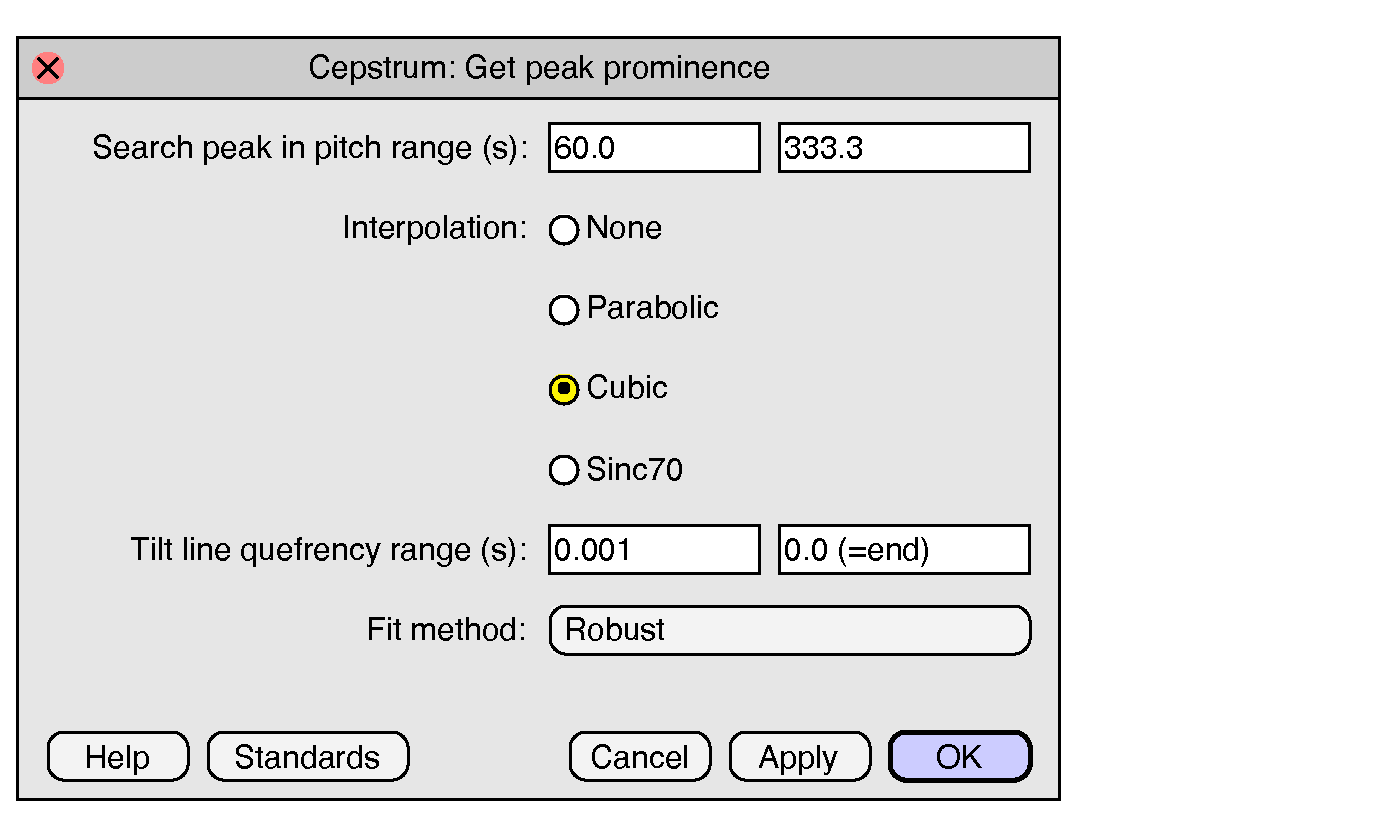 Cepstrum: Get peak prominence
Search peak in pitch range (s): 60.0 333.3
Interpolation: None
Parabolic
Cubic
Sinc70
Tilt line quefrency range (s): 0.001 0.0 (=end)
Fit method: Robust
Help Standards Cancel Apply OK